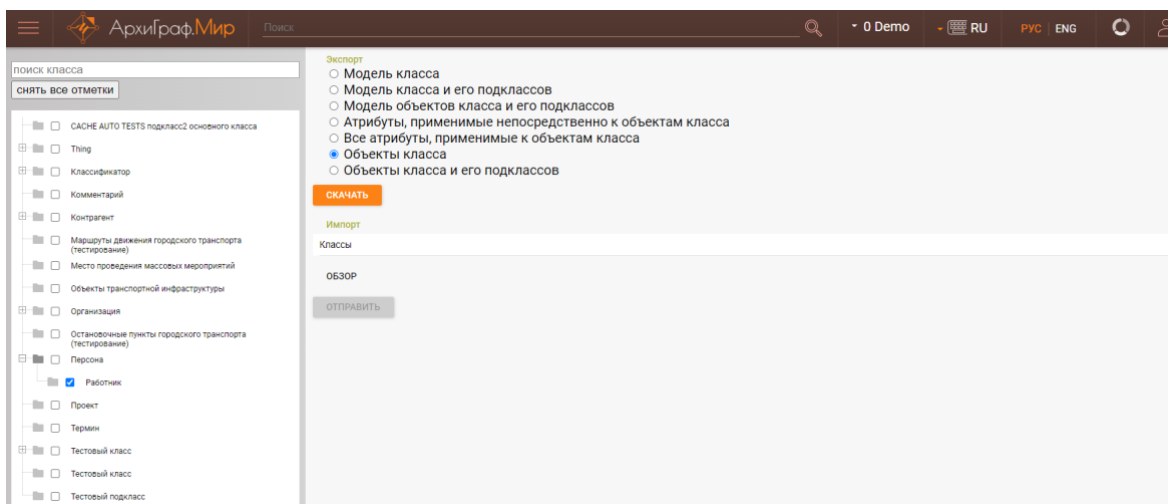 АрхиГраф.Мир
Поиск
0 Demo
RU
РУС | ENG
поиск класса
снять все отметки
CACHE AUTO TESTS подкласс2 основного класса
Thing
Классификатор
Комментарий
Контрагент
Маршруты движения городского транспорта
(тестирование)
Место проведения массовых мероприятий
Объекты транспортной инфраструктуры
Организация
Остановочные пункты городского транспорта
(тестирование)
Персона
Работник
Проект
Термин
Тестовый класс
Тестовый класс
Тестовый подкласс
Экспорт
Модель класса
Модель класса и его подклассов
Модель объектов класса и его подклассов
Атрибуты, применимые непосредственно к объектам класса
Все атрибуты, применимые к объектам класса
Объекты класса
Объекты класса и его подклассов
СКАЧАТЬ
Импорт
Классы
ОБЗОР
ОТПРАВИТЬ